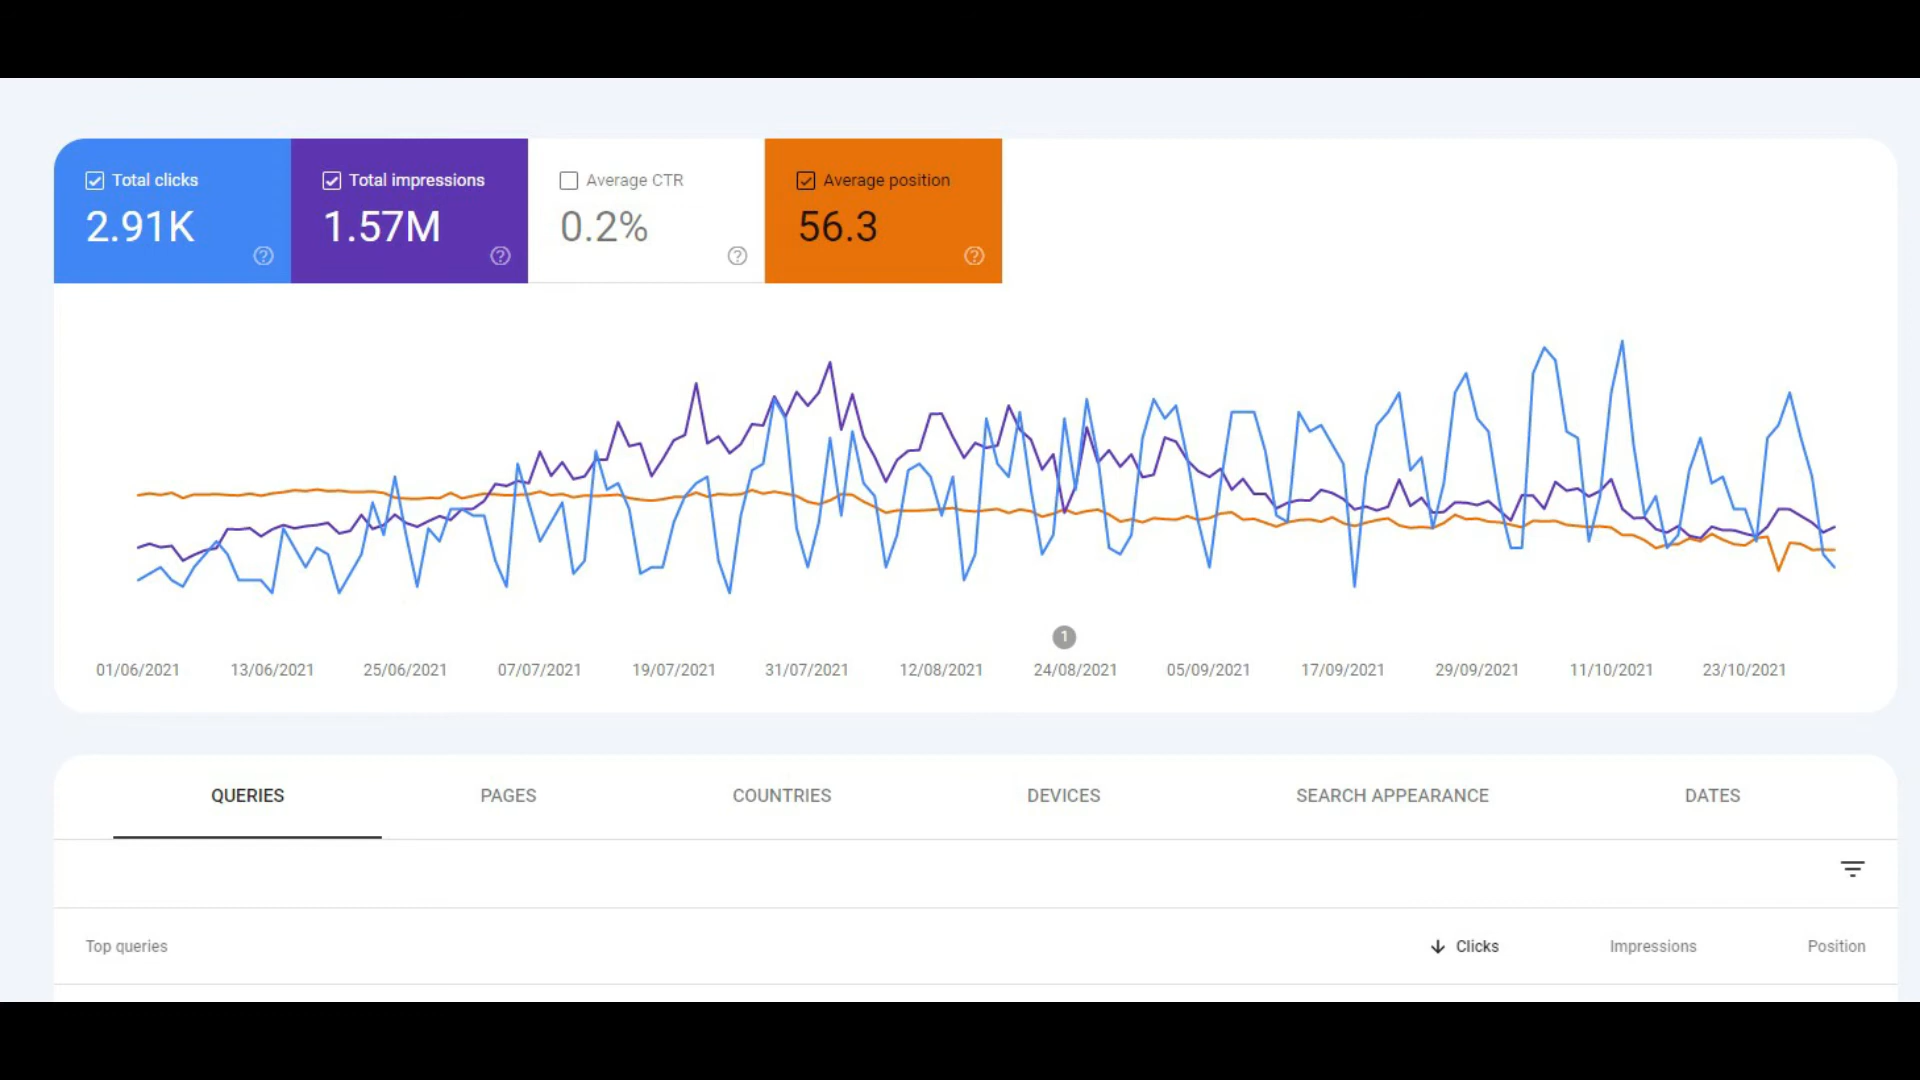 Total clicks
2.91K
Total impressions
1.57M
Average CTR
0.2%
Average position
56.3
1
01/06/2021 13/06/2021 25/06/2021 07/07/2021 19/07/2021 31/07/2021 12/08/2021 24/08/2021 05/09/2021 17/09/2021 29/09/2021 11/10/2021 23/10/2021
QUERIES PAGES COUNTRIES DEVICES SEARCH APPEARANCE DATES
Top queries Clicks Impressions Position